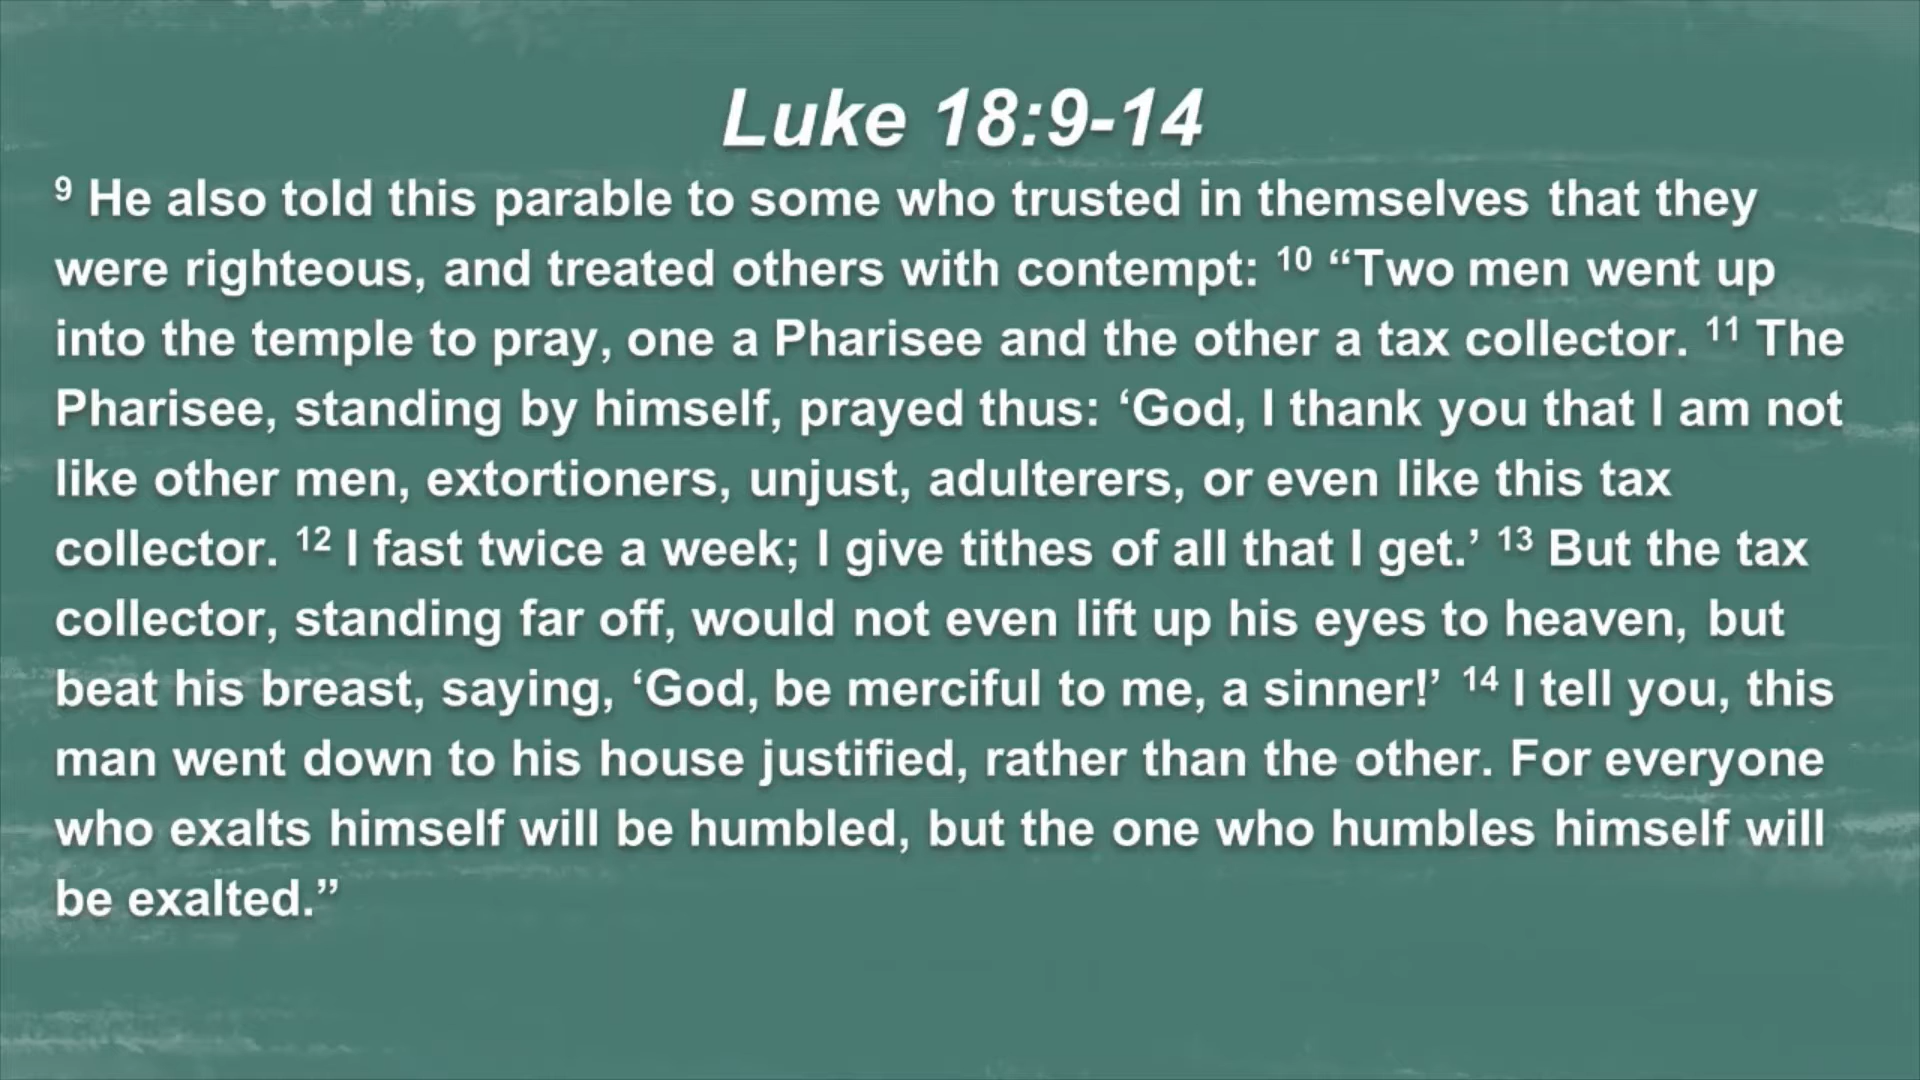 Luke 18:9-14
9 He also told this parable to some who trusted in themselves that they
were righteous, and treated others with contempt: 10 “Two men went up
into the temple to pray, one a Pharisee and the other a tax collector. 11 The
Pharisee, standing by himself, prayed thus: ‘God, I thank you that I am not
like other men, extortioners, unjust, adulterers, or even like this tax
collector. 12 I fast twice a week; I give tithes of all that I get.’ 13 But the tax
collector, standing far off, would not even lift up his eyes to heaven, but
beat his breast, saying, ‘God, be merciful to me, a sinner!’ 14 I tell you, this
man went down to his house justified, rather than the other. For everyone
who exalts himself will be humbled, but the one who humbles himself will
be exalted.”